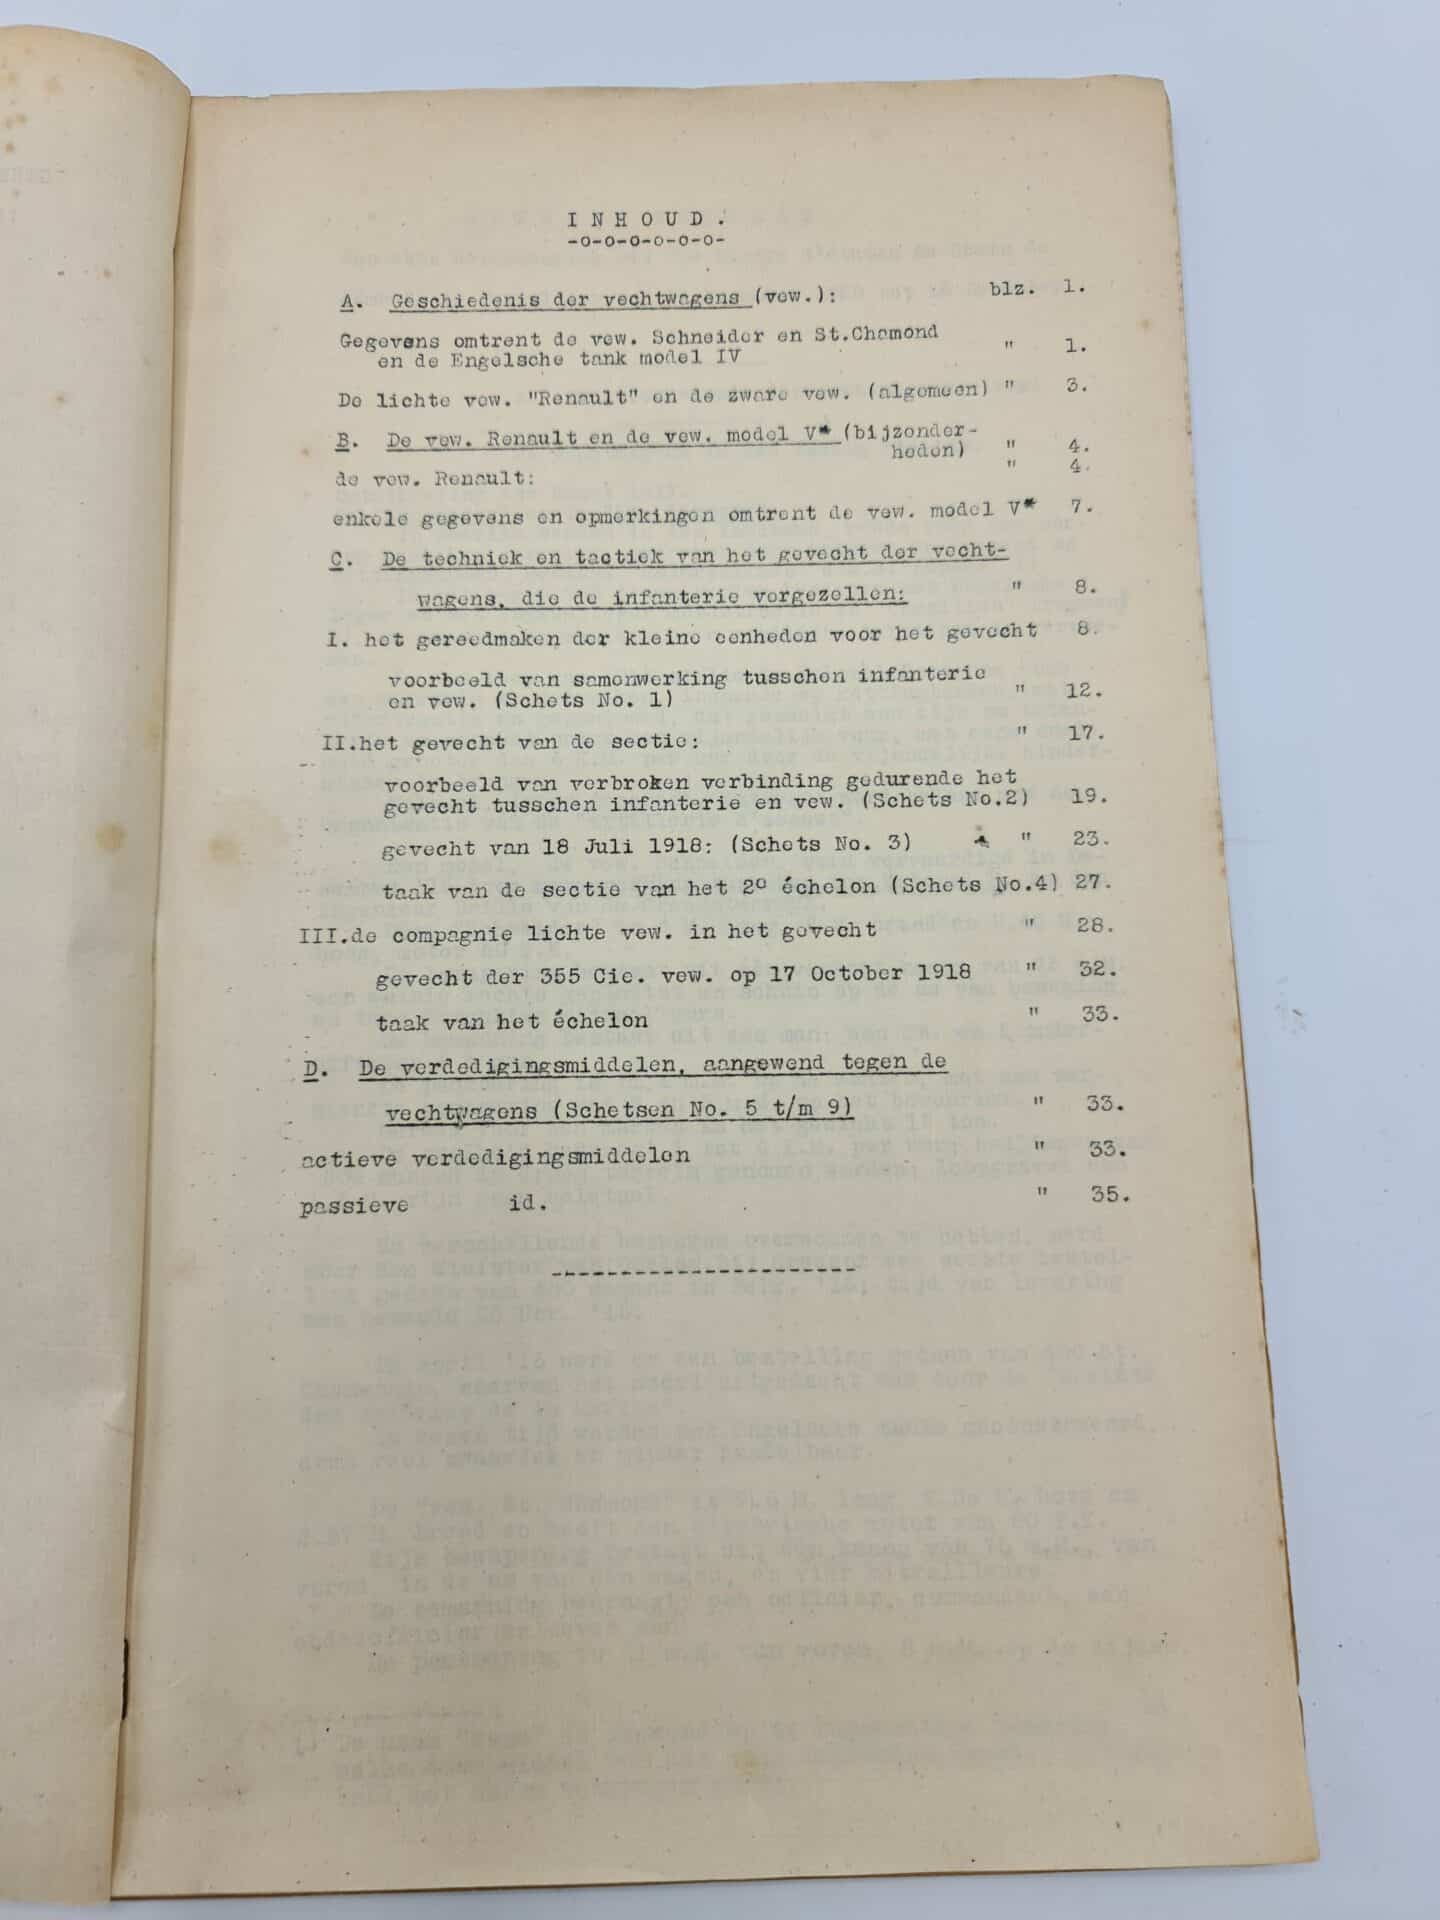 INHOUD.
-o-o-o-o-o-o-
A. Geschiedenis der vechtwagens (vew.): blz. 1.
Gegevens omtrent de vew. Schneider en St.Chamond
en de Engelsche tank model IV " 1.
De lichte vew. "Renault" en de zware vew. (algemeen) " 3.
B. De vew. Renault en de vew. model V* (bijzonder-
heden) " 4.
de vew. Renault: " 4.
enkele gegevens en opmerkingen omtrent de vew. model V* 7.
C. De techniek en tactiek van het gevecht der vecht-
wagens, die de infanterie vergezellen: " 8.
I. het gereedmaken der kleine eenheden voor het gevecht 8.
voorbeeld van samenwerking tusschen infanterie
en vew. (Schets No. 1) " 12.
II.het gevecht van de sectie: " 17.
voorbeeld van verbroken verbinding gedurende het
gevecht tusschen infanterie en vew. (Schets No.2) 19.
gevecht van 18 Juli 1918: (Schets No. 3) " 23.
taak van de sectie van het 2e échelon (Schets No.4) 27.
III.de compagnie lichte vew. in het gevecht " 28.
gevecht der 355 Cie. vew. op 17 October 1918 " 32.
taak van het échelon " 33.
D. De verdedigingsmiddelen, aangewend tegen de
vechtwagens (Schetsen No. 5 t/m 9) " 33.
actieve verdedigingsmiddelen " 33.
passieve id. " 35.
----------------------